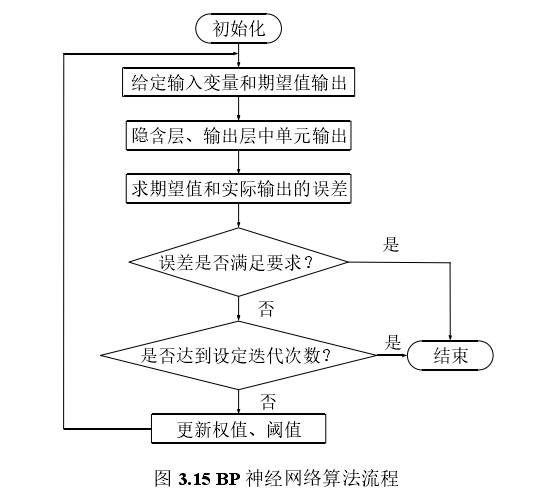 初始化
给定输入变量和期望值输出
隐含层、输出层中单元输出
求期望值和实际输出的误差
是
误差是否满足要求？
否
是否达到设定迭代次数？
是
结束
否
更新权值、阈值
图 3.15 BP 神经网络算法流程